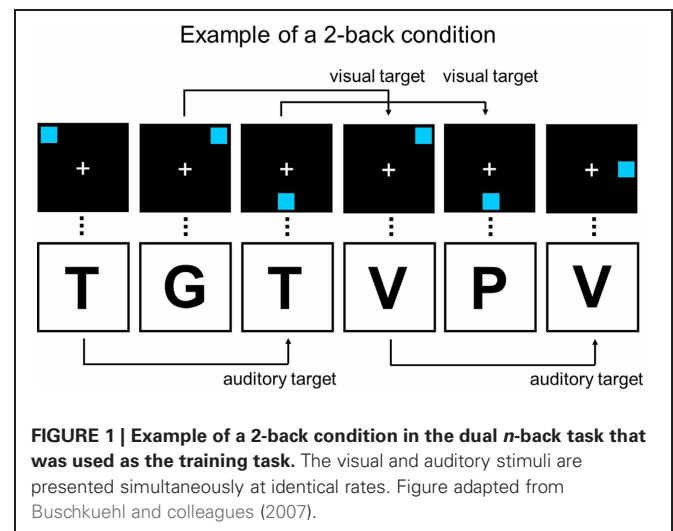 Example of a 2-back condition
visual target visual target
T G T V P V
auditory target auditory target
FIGURE 1 | Example of a 2-back condition in the dual n-back task that
was used as the training task. The visual and auditory stimuli are
presented simultaneously at identical rates. Figure adapted from
Buschkuehl and colleagues (2007).